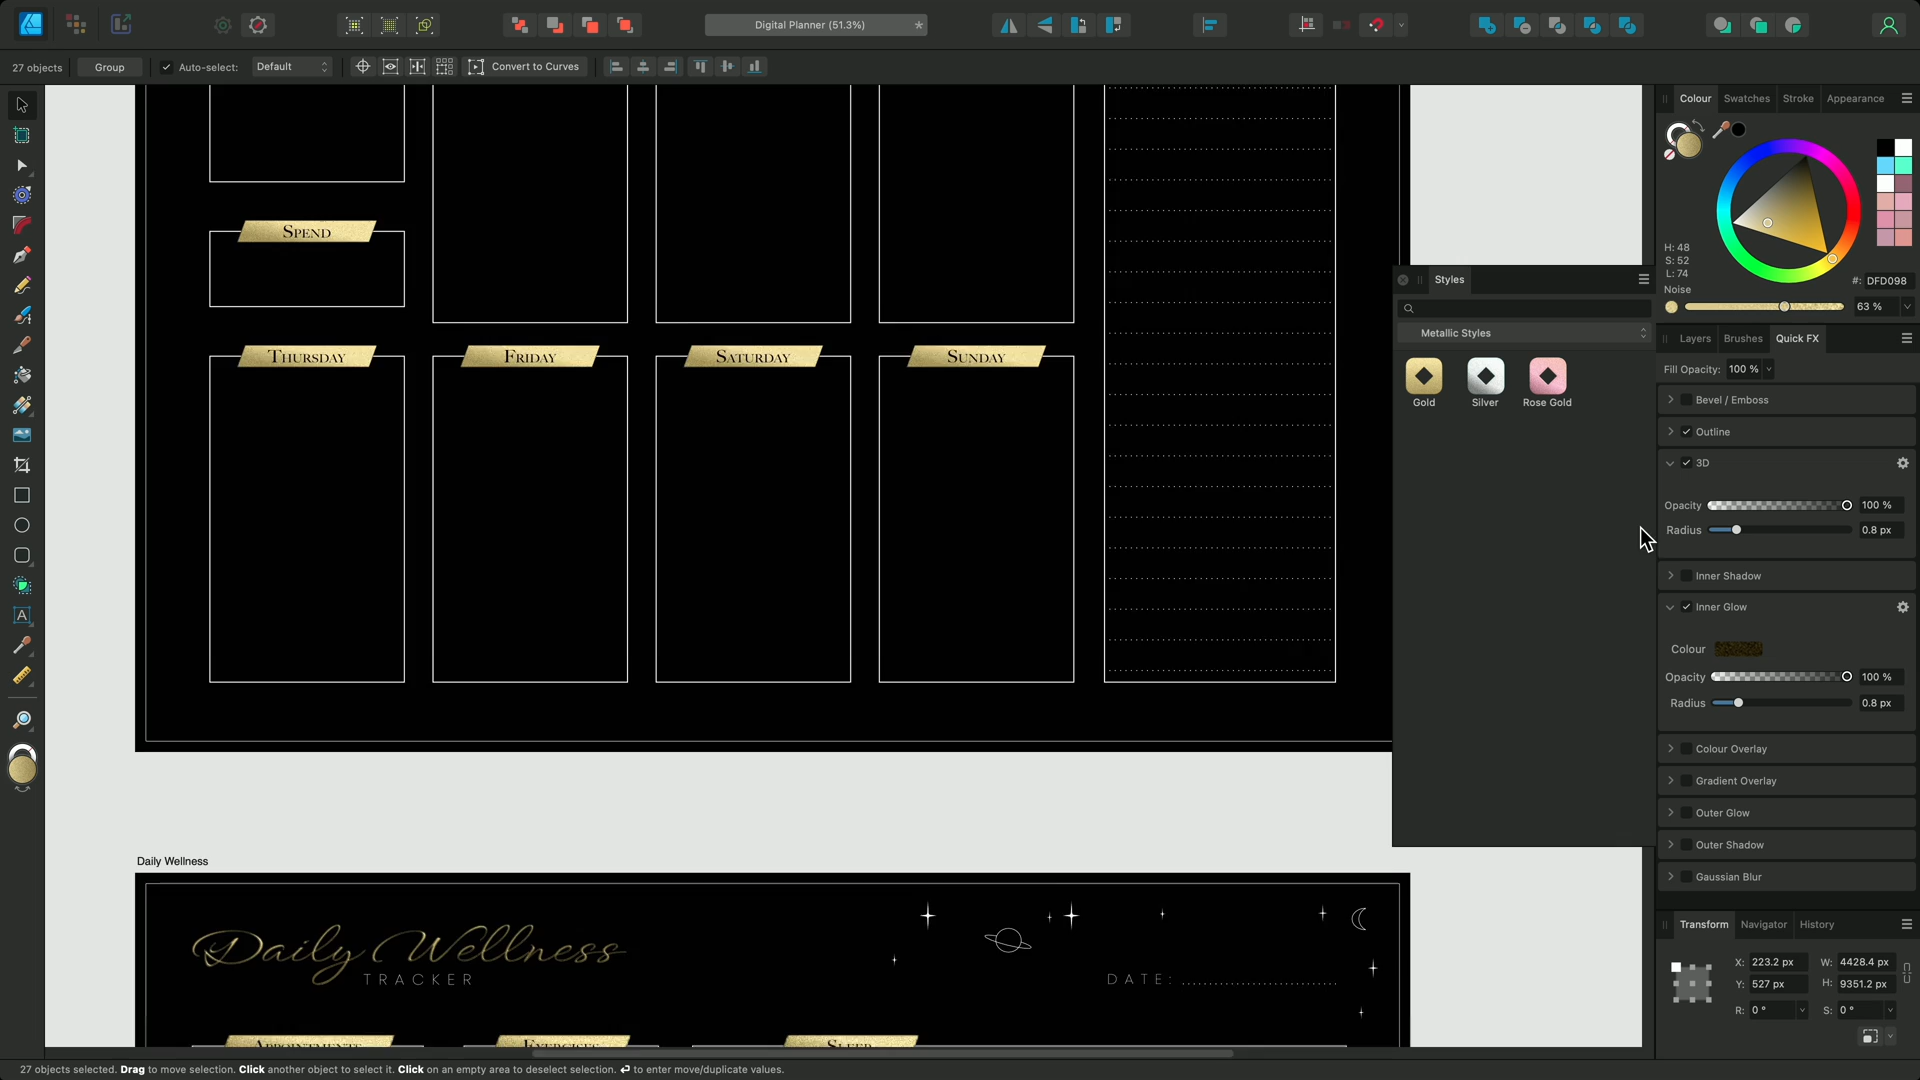 Digital Planner (51.3%)
*
27 objects
Group
Auto-select:
Default
Convert to Curves
Colour
Swatches
Stroke
Appearance
H: 48
S: 52
L: 74
#: DFD098
Noise
63 %
Spend
Styles
Metallic Styles
Gold
Silver
Rose Gold
Layers
Brushes
Quick FX
Fill Opacity: 100 %
Bevel / Emboss
Outline
3D
Opacity 100 %
Radius 0.8 px
Inner Shadow
Inner Glow
Colour
Opacity 100 %
Radius 0.8 px
Colour Overlay
Gradient Overlay
Outer Glow
Outer Shadow
Gaussian Blur
Thursday
Friday
Saturday
Sunday
Daily Wellness
Daily Wellness
TRACKER
DATE:
Appointments
Exercises
Sleep
Transform
Navigator
History
X: 223.2 px
W: 4428.4 px
Y: 527 px
H: 9351.2 px
R: 0 °
S: 0 °
27 objects selected. Drag to move selection. Click another object to select it. Click on an empty area to deselect selection. ⏎ to enter move/duplicate values.